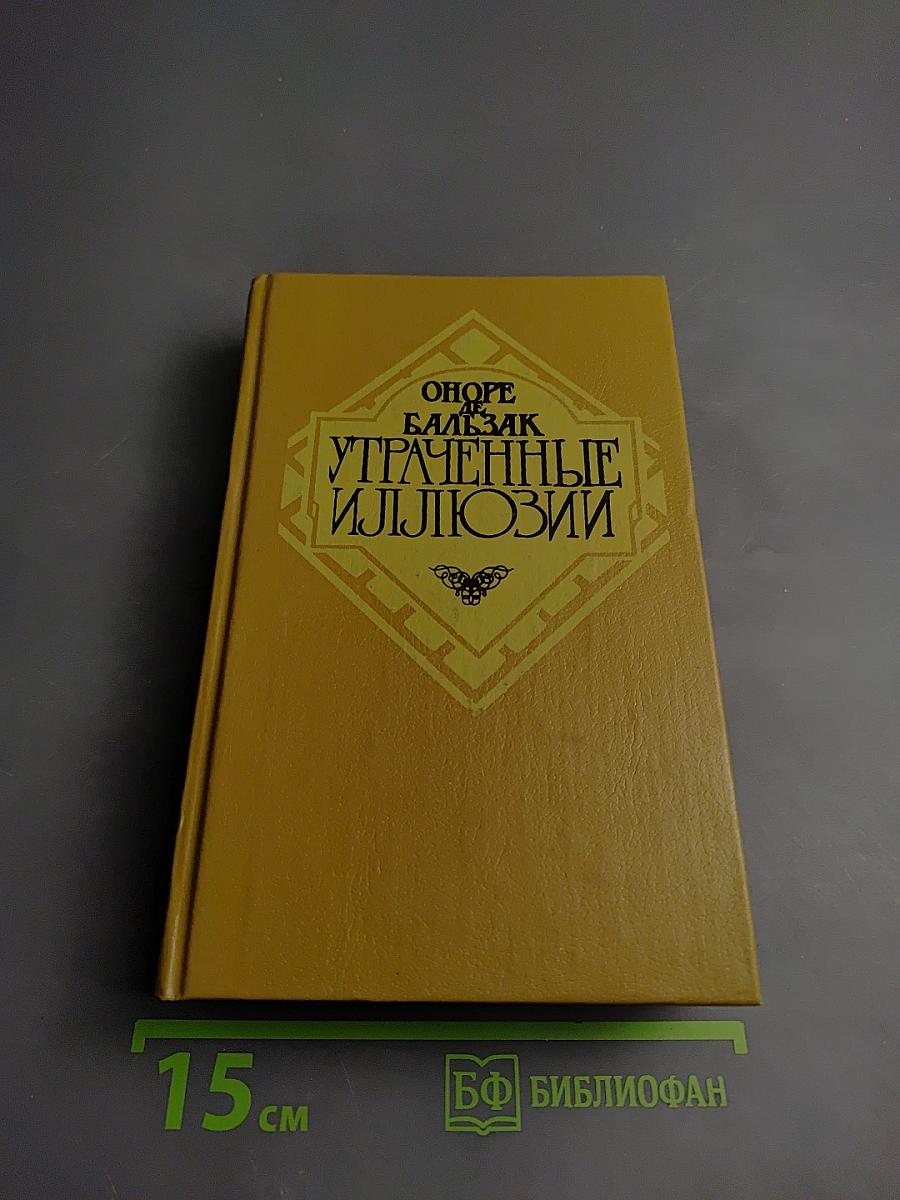 ОНОРЕ
ДЕ
БАЛЬЗАК
УТРАЧЕННЫЕ
ИЛЛЮЗИИ
15 см
БФ БИБЛИОФАН